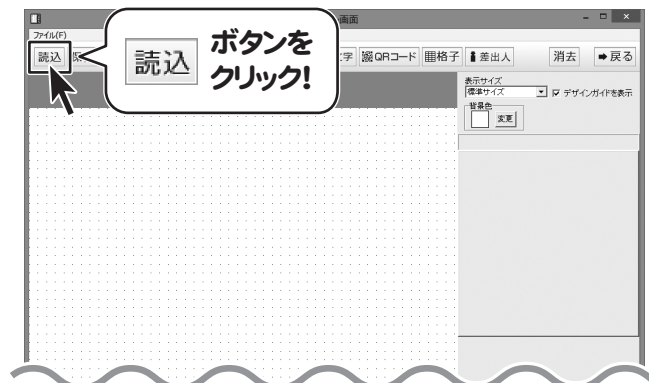 画面
ファイル(F)
読込
字 QRコード 格子 差出人 消去 戻る
読込
ボタンを
クリック!
表示サイズ
標準サイズ
デザインガイドを表示
背景色
変更